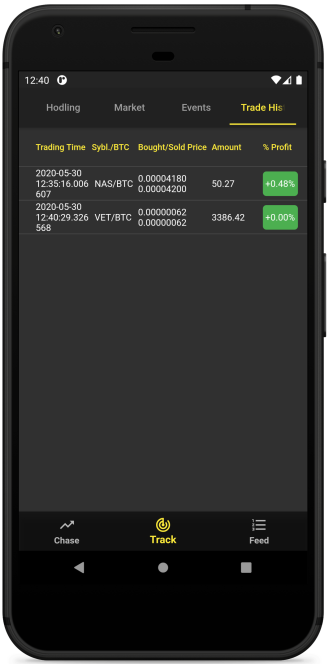 12:40
Hodling Market Events Trade His
Trading Time Sybl./BTC Bought/Sold Price Amount % Profit
2020-05-30
12:35:16.006 NAS/BTC 0.00004180 50.27 +0.48%
607 0.00004200
2020-05-30
12:40:29.326 VET/BTC 0.00000062 3386.42 +0.00%
568 0.00000062
Chase Track Feed